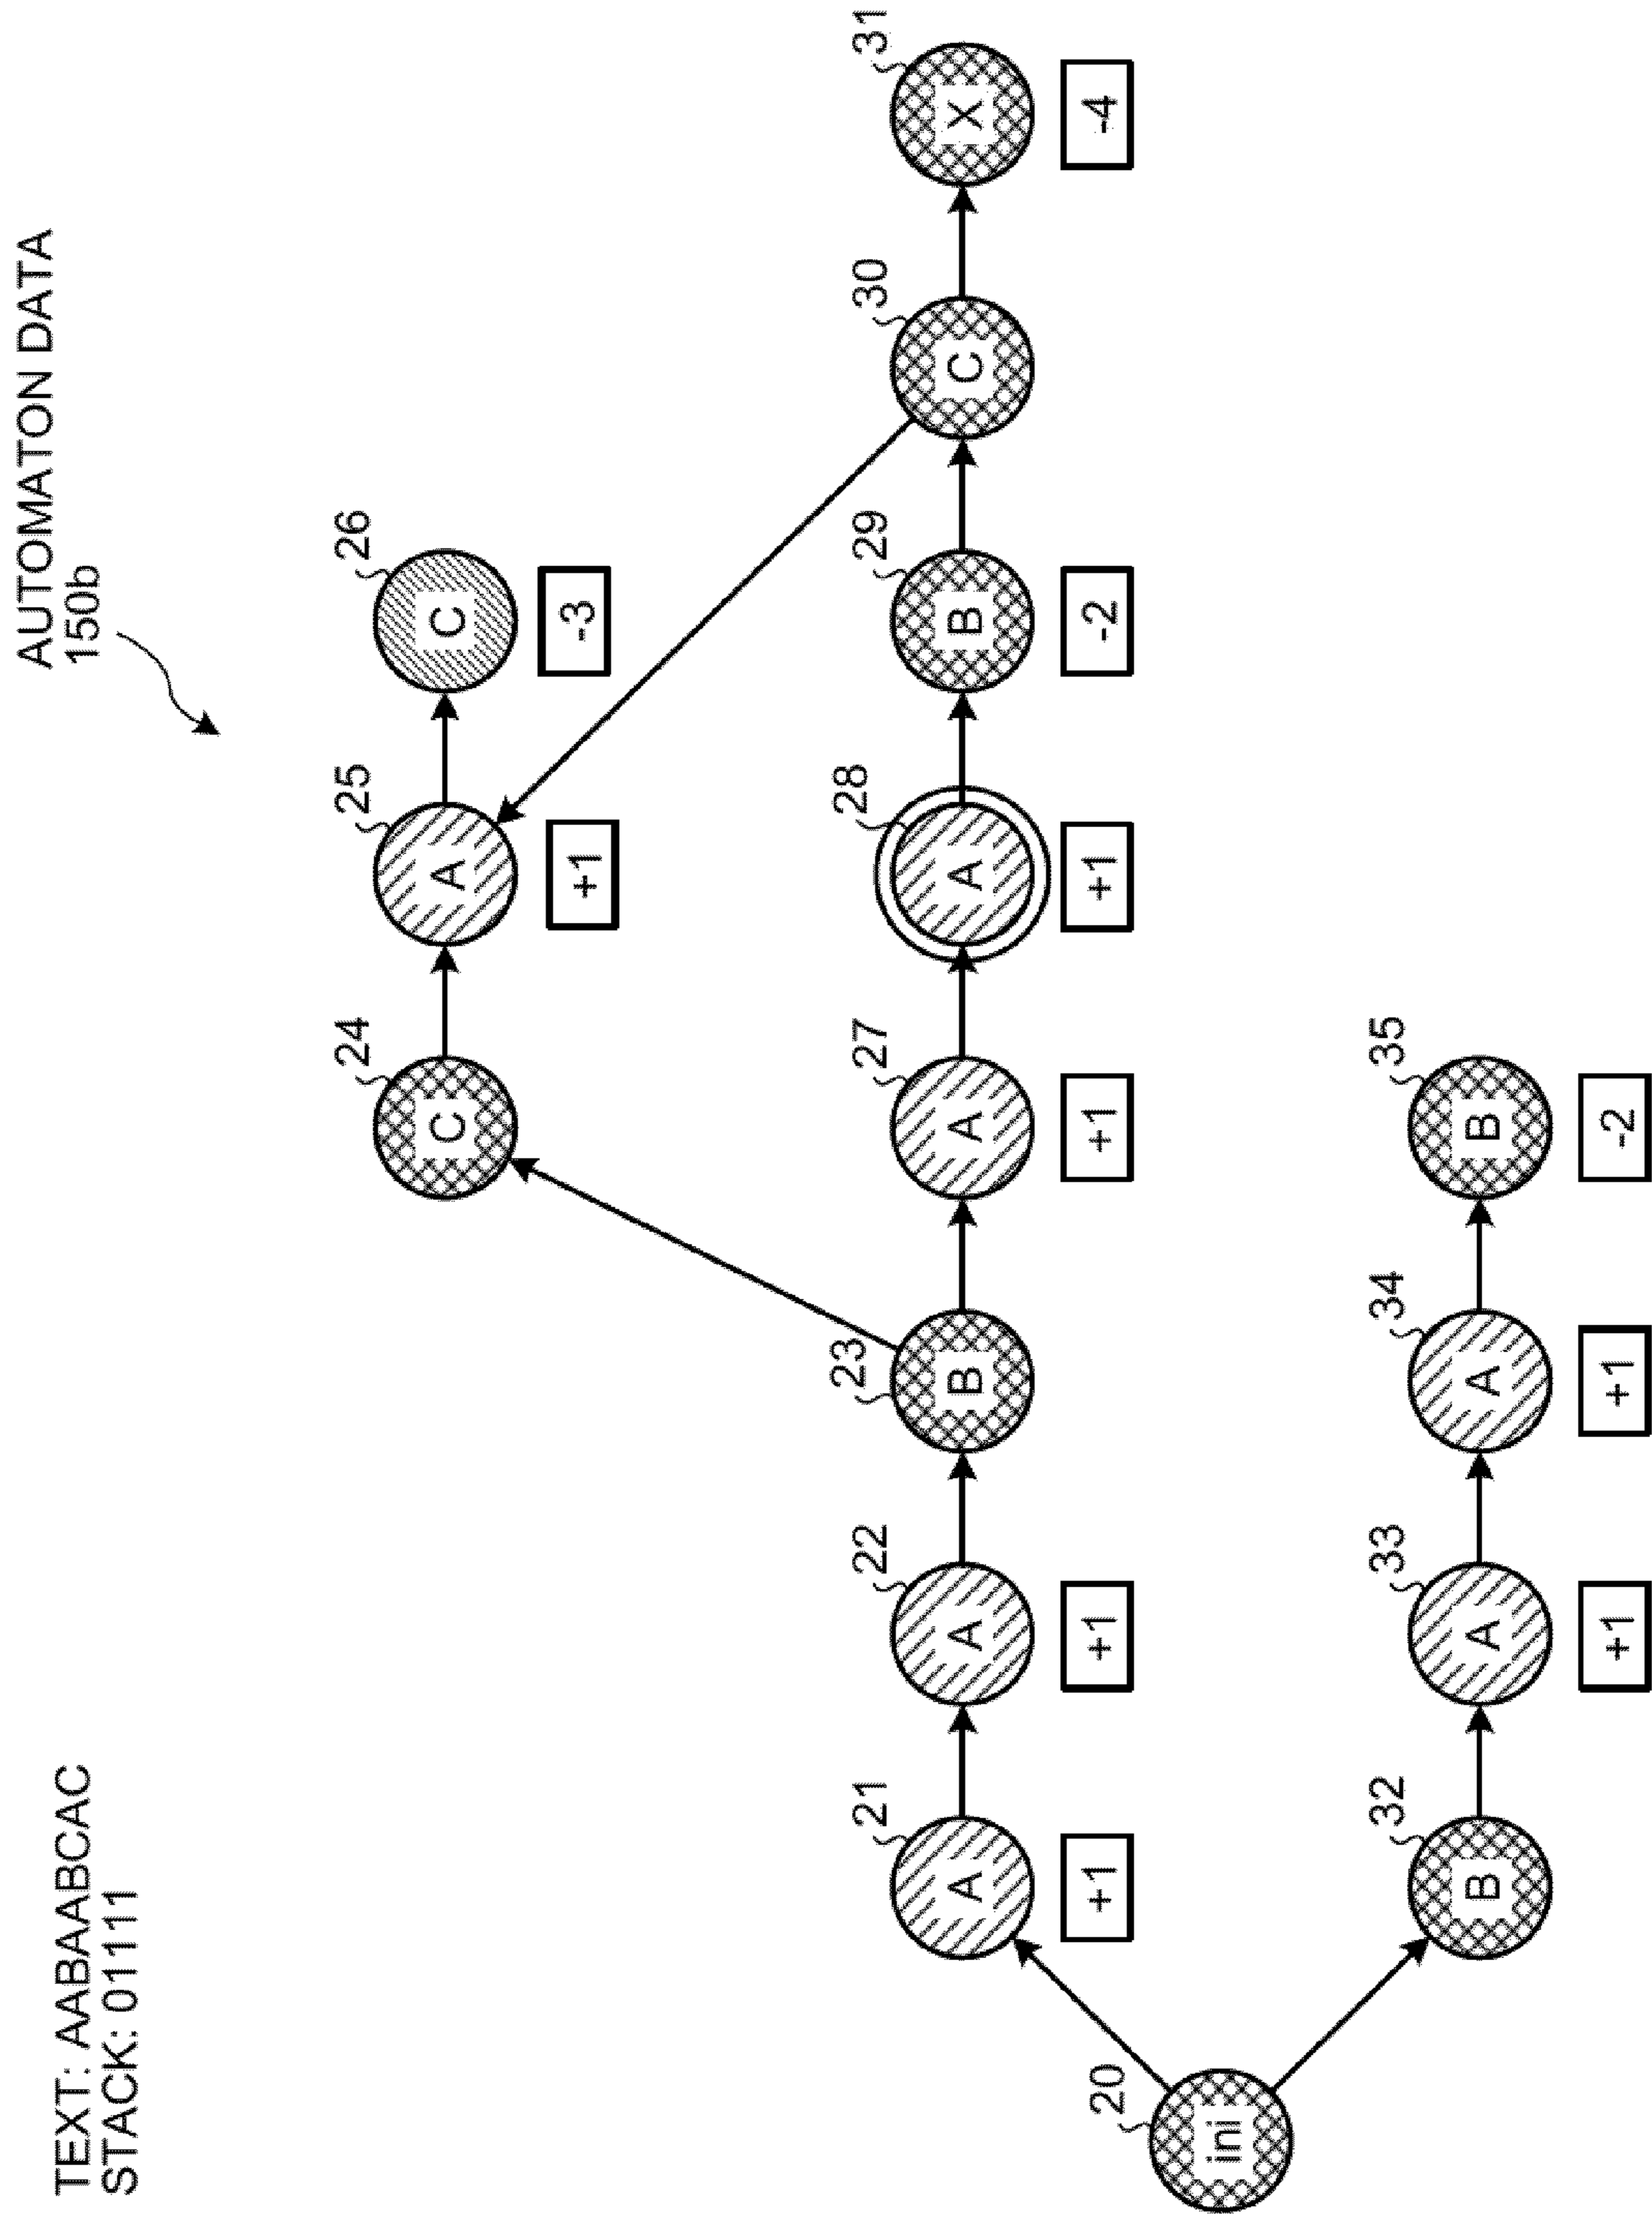 TEXT: AABAABCAC
STACK: 011111
AUTOMATON DATA
150b
24 25 26
C A C
+1 -3
21 22 23 27 28 29 30 31
A A B A A B C X
+1 +1 +1 +1 -2 -4
20
ini
32 33 34 35
B A A B
+1 +1 -2